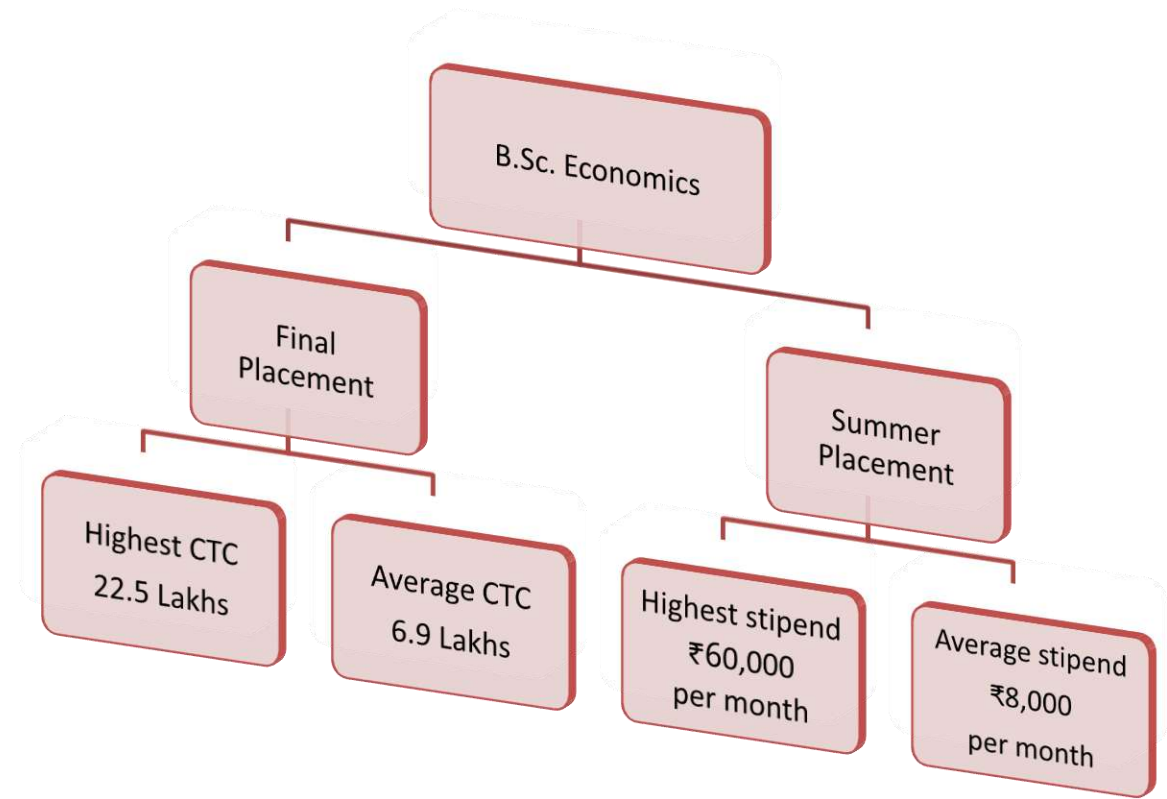 B.Sc. Economics
Final
Placement
Summer
Placement
Highest CTC
22.5 Lakhs
Average CTC
6.9 Lakhs
Highest stipend
₹60,000
per month
Average stipend
₹8,000
per month